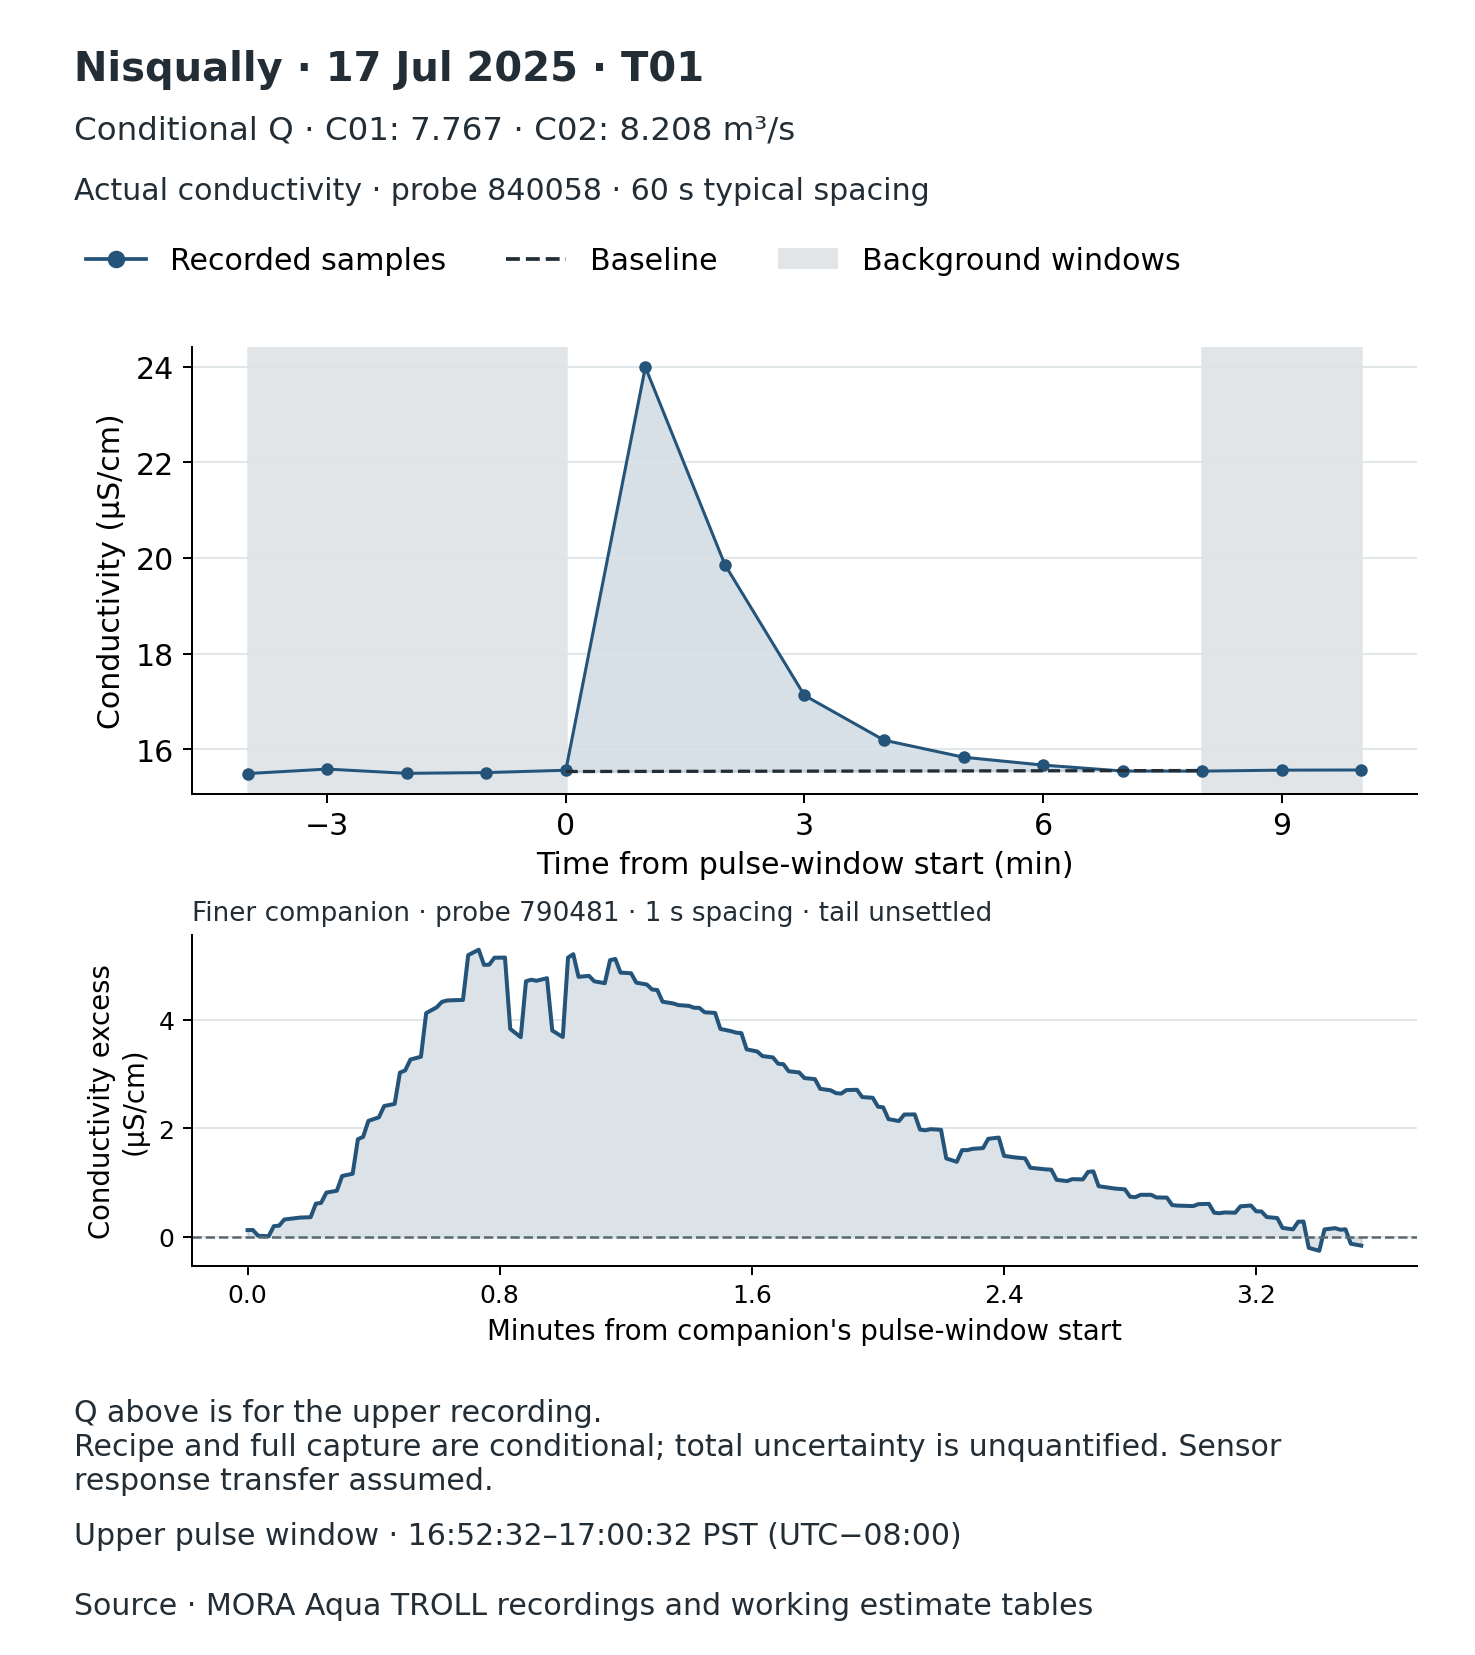 Nisqually · 17 Jul 2025 · T01
Conditional Q · C01: 7.767 · C02: 8.208 m³/s
Actual conductivity · probe 840058 · 60 s typical spacing
Recorded samples
Baseline
Background windows
24
22
20
18
16
Conductivity (µS/cm)
−3
0
3
6
9
Time from pulse-window start (min)
Finer companion · probe 790481 · 1 s spacing · tail unsettled
4
2
0
Conductivity excess
(µS/cm)
0.0
0.8
1.6
2.4
3.2
Minutes from companion's pulse-window start
Q above is for the upper recording.
Recipe and full capture are conditional; total uncertainty is unquantified. Sensor
response transfer assumed.
Upper pulse window · 16:52:32–17:00:32 PST (UTC−08:00)
Source · MORA Aqua TROLL recordings and working estimate tables